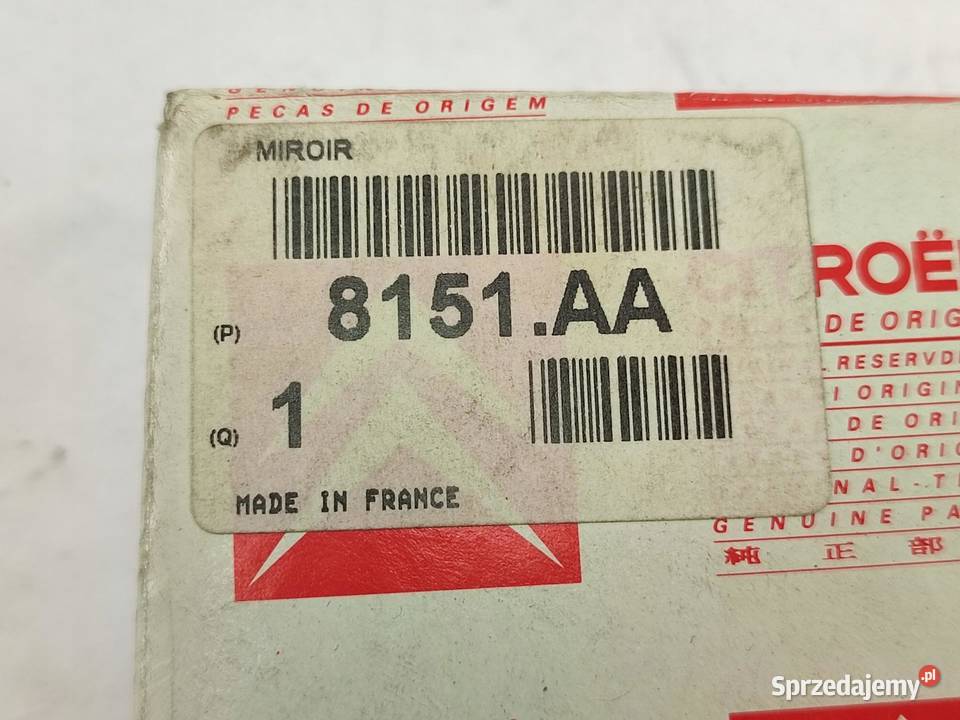 PECAS DE ORIGEM
MIROIR
(P) 8151.AA
(Q) 1
MADE IN FRANCE
ROË
DE ORIG
.RESERVD
I ORIGIN
DE ORI
D'ORIG
NAL-T
GENUINE PA
純正部
Sprzedajemy.pl